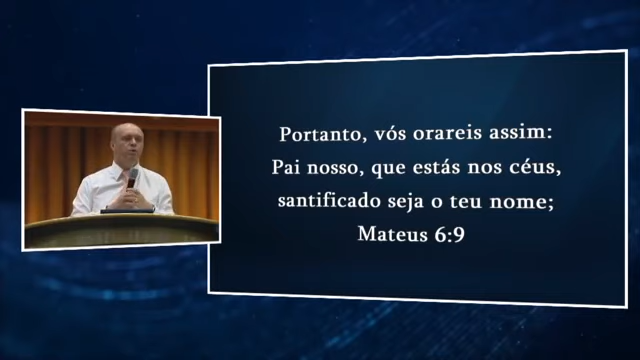 Portanto, vós orareis assim:
Pai nosso, que estás nos céus,
santificado seja o teu nome;
Mateus 6:9